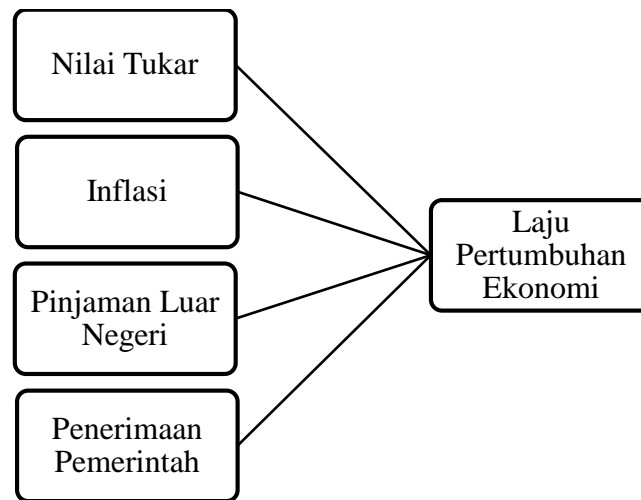 Nilai Tukar
Inflasi
Pinjaman Luar
Negeri
Penerimaan
Pemerintah
Laju
Pertumbuhan
Ekonomi